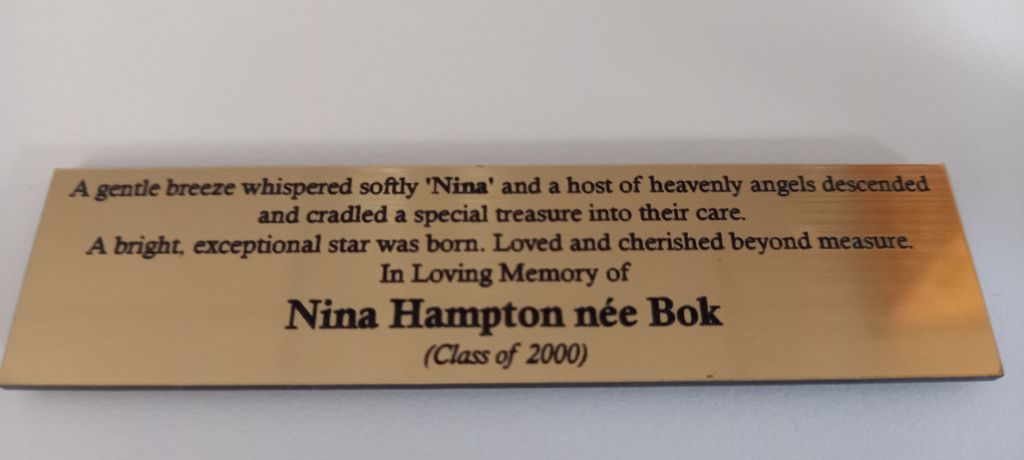 A gentle breeze whispered softly 'Nina' and a host of heavenly angels descended
and cradled a special treasure into their care.
A bright, exceptional star was born. Loved and cherished beyond measure.
In Loving Memory of
Nina Hampton née Bok
(Class of 2000)